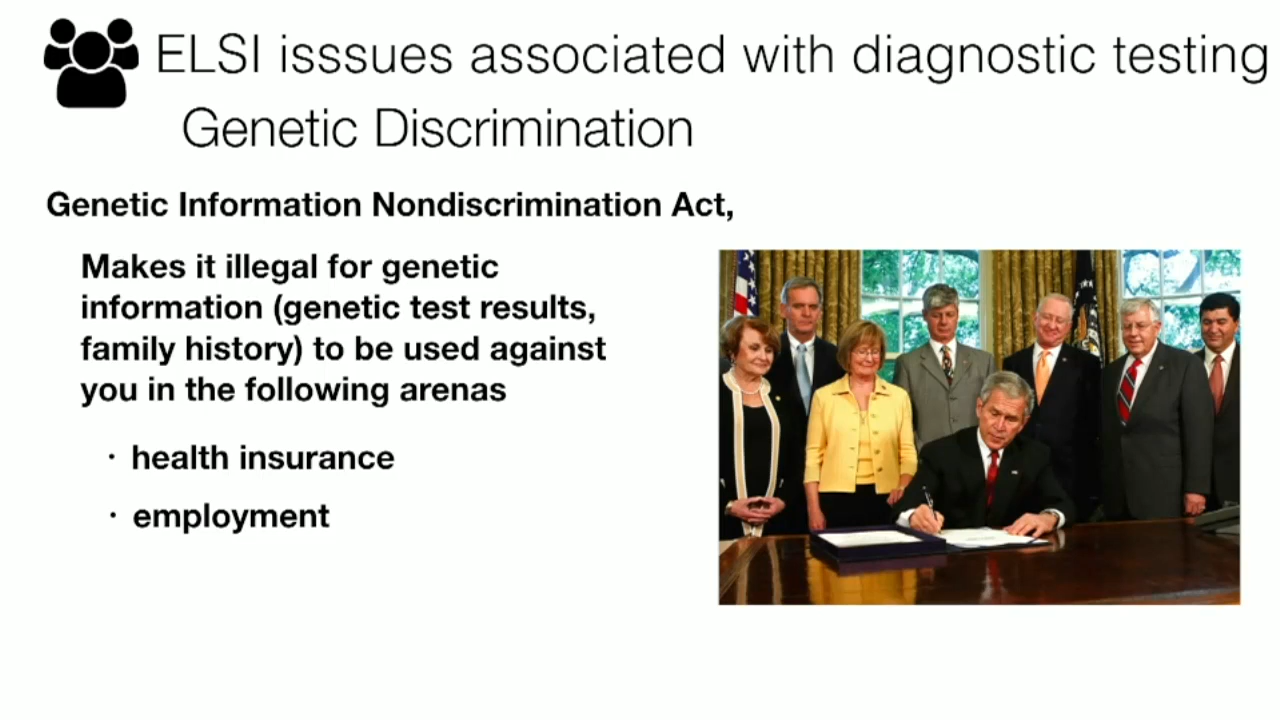 ELSI isssues associated with diagnostic testing
Genetic Discrimination
Genetic Information Nondiscrimination Act,
Makes it illegal for genetic
information (genetic test results,
family history) to be used against
you in the following arenas
· health insurance
· employment